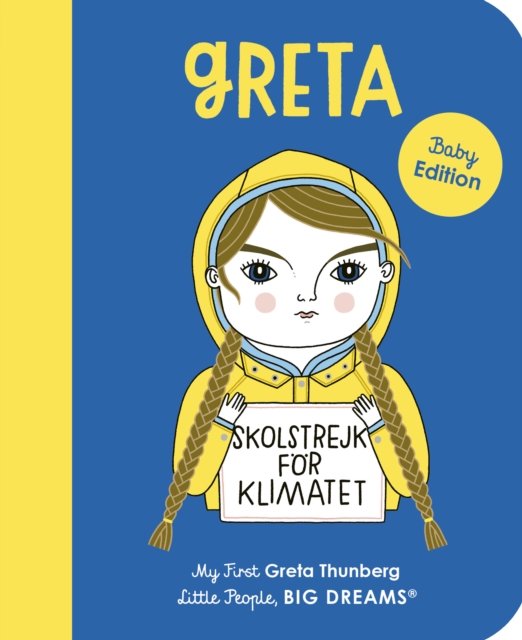 GRETA
Baby
Edition
SKOLSTREJK
FÖR
KLIMATET
My First Greta Thunberg
Little People, BIG DREAMS®